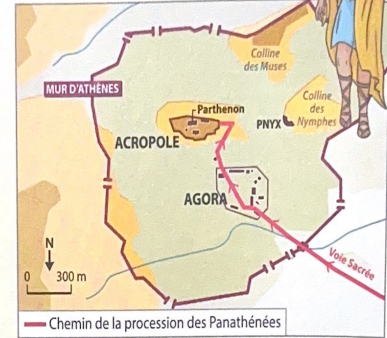 Colline
des Muses
MUR D'ATHÈNES
Colline
des
Nymphes
Parthenon
PNYX
ACROPOLE
AGORA
N
0 300 m
Voie Sacrée
Chemin de la procession des Panathénées